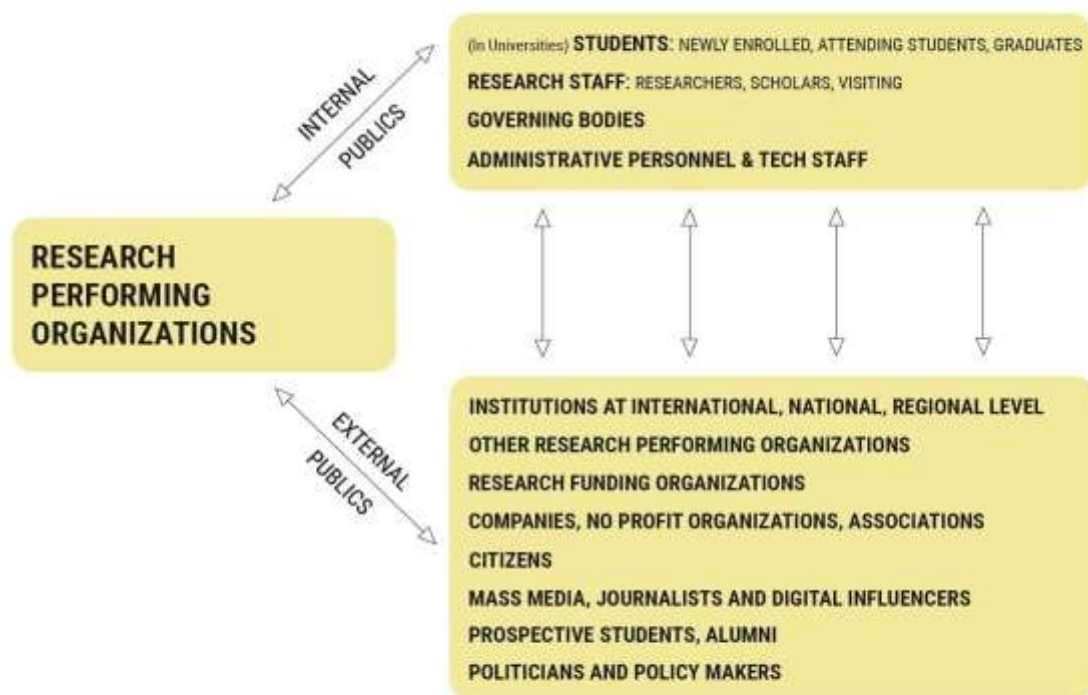 (In Universities) STUDENTS: NEWLY ENROLLED, ATTENDING STUDENTS, GRADUATES
RESEARCH STAFF: RESEARCHERS, SCHOLARS, VISITING
GOVERNING BODIES
ADMINISTRATIVE PERSONNEL & TECH STAFF
INTERNAL
PUBLICS
RESEARCH
PERFORMING
ORGANIZATIONS
EXTERNAL
PUBLICS
INSTITUTIONS AT INTERNATIONAL, NATIONAL, REGIONAL LEVEL
OTHER RESEARCH PERFORMING ORGANIZATIONS
RESEARCH FUNDING ORGANIZATIONS
COMPANIES, NO PROFIT ORGANIZATIONS, ASSOCIATIONS
CITIZENS
MASS MEDIA, JOURNALISTS AND DIGITAL INFLUENCERS
PROSPECTIVE STUDENTS, ALUMNI
POLITICIANS AND POLICY MAKERS